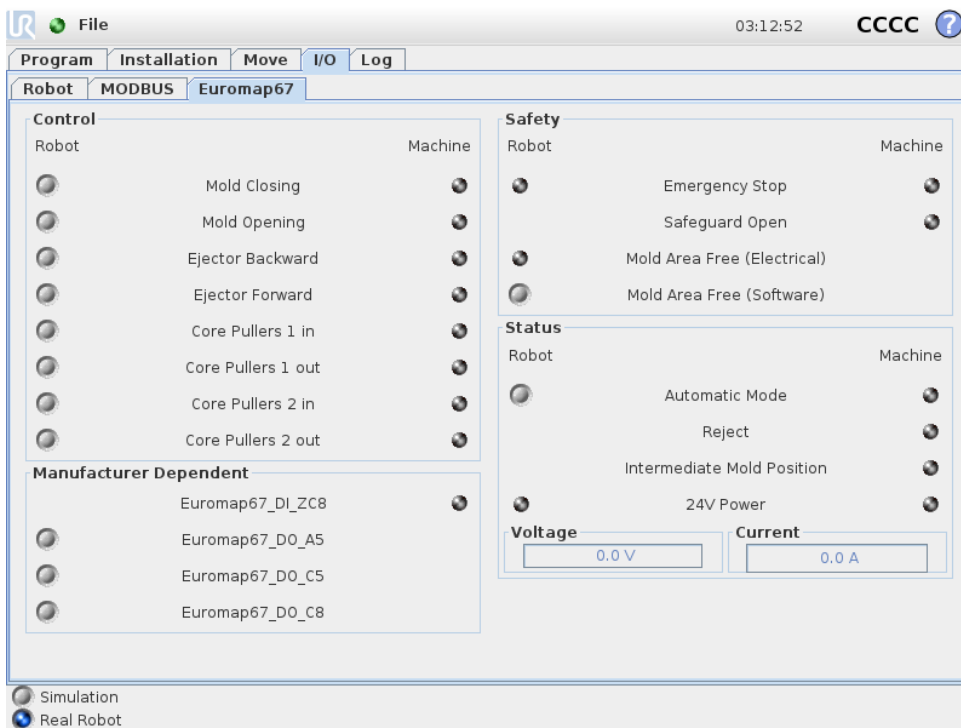 UR File 03:12:52 CCCC ?
Program Installation Move I/O Log
Robot MODBUS Euromap67
Control
Robot Machine
Mold Closing
Mold Opening
Ejector Backward
Ejector Forward
Core Pullers 1 in
Core Pullers 1 out
Core Pullers 2 in
Core Pullers 2 out
Manufacturer Dependent
Euromap67_DI_ZC8
Euromap67_DO_A5
Euromap67_DO_C5
Euromap67_DO_C8
Safety
Robot Machine
Emergency Stop
Safeguard Open
Mold Area Free (Electrical)
Mold Area Free (Software)
Status
Robot Machine
Automatic Mode
Reject
Intermediate Mold Position
24V Power
Voltage Current
0.0 V 0.0 A
Simulation
Real Robot